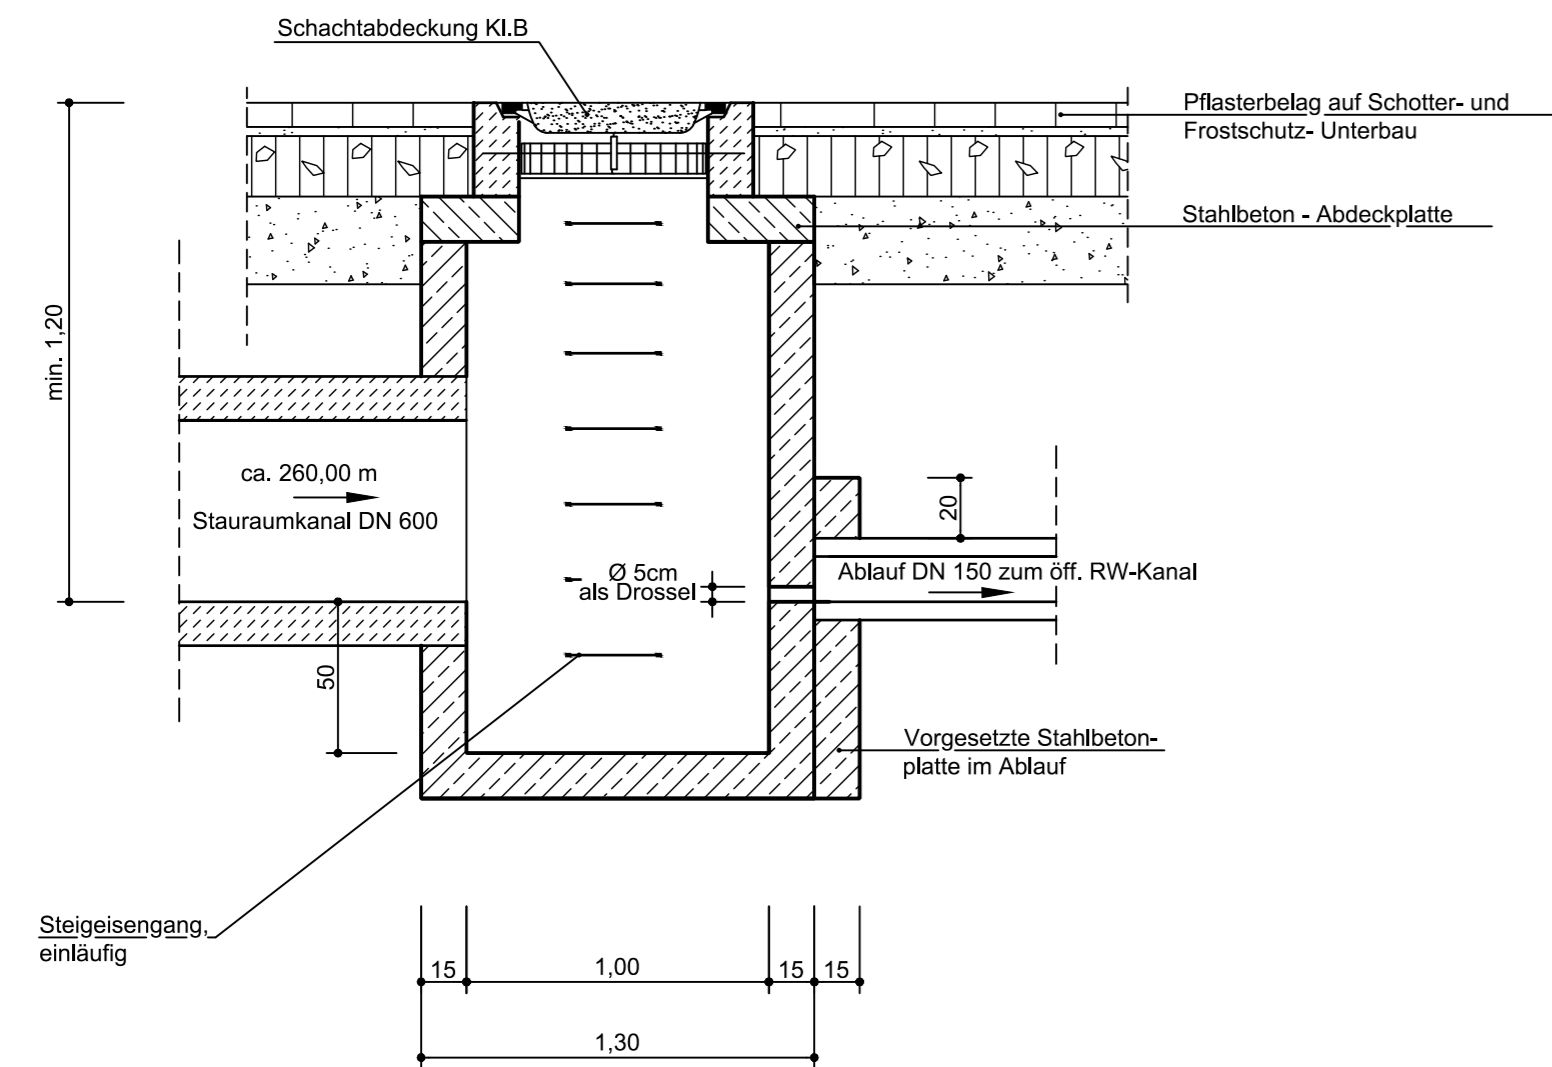 Schachtabdeckung Kl.B
Pflasterbelag auf Schotter- und
Frostschutz- Unterbau
Stahlbeton - Abdeckplatte
min. 1,20
ca. 260,00 m
Stauraumkanal DN 600
20
Ø 5cm
als Drossel
Ablauf DN 150 zum öff. RW-Kanal
50
Vorgesetzte Stahlbeton-
platte im Ablauf
Steigeisengang,
einläufig
15
1,00
15
15
1,30